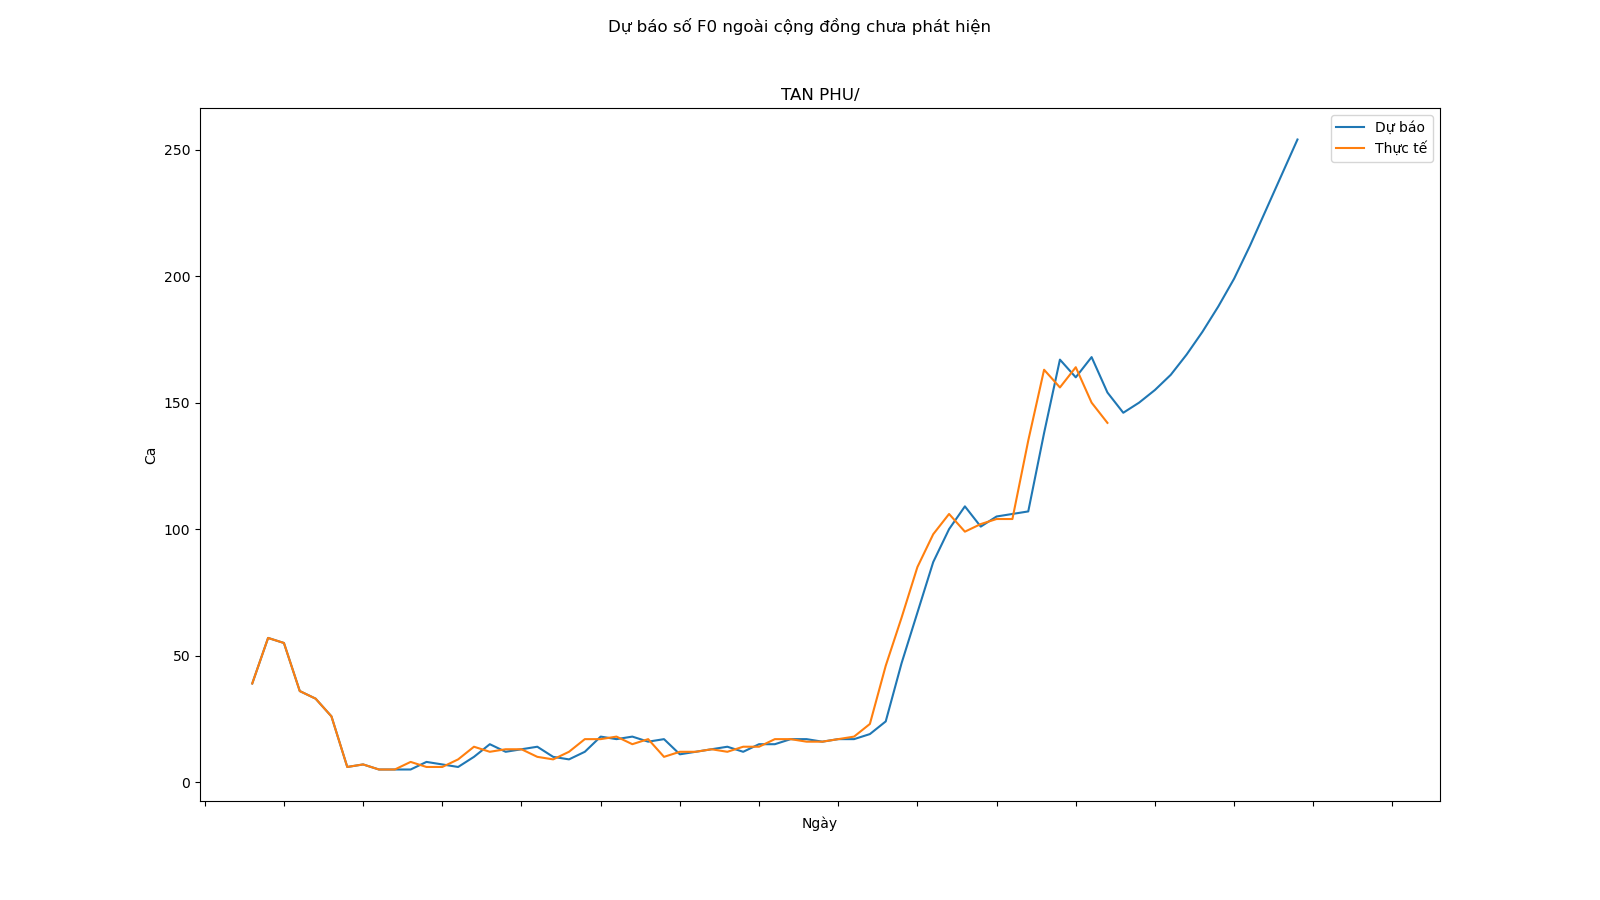 Dự báo số F0 ngoài cộng đồng chưa phát hiện
TAN PHU/
Dự báo
Thực tế
250
200
150
100
50
0
Ca
Ngày